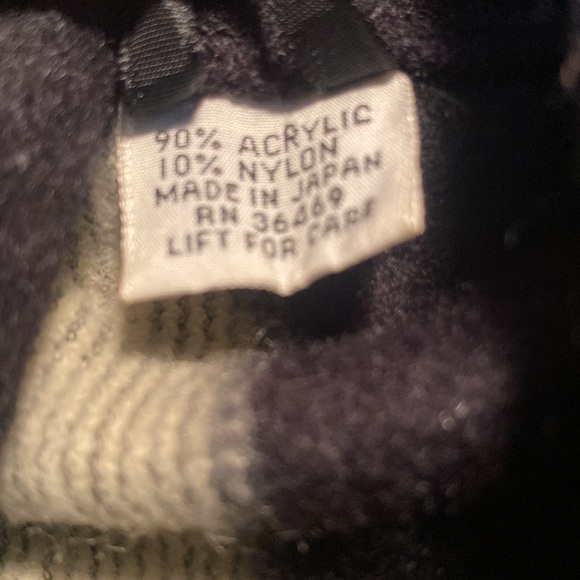 90% ACRYLIC
10% NYLON
MADE IN JAPAN
RN 36469
LIFT FOR CARE